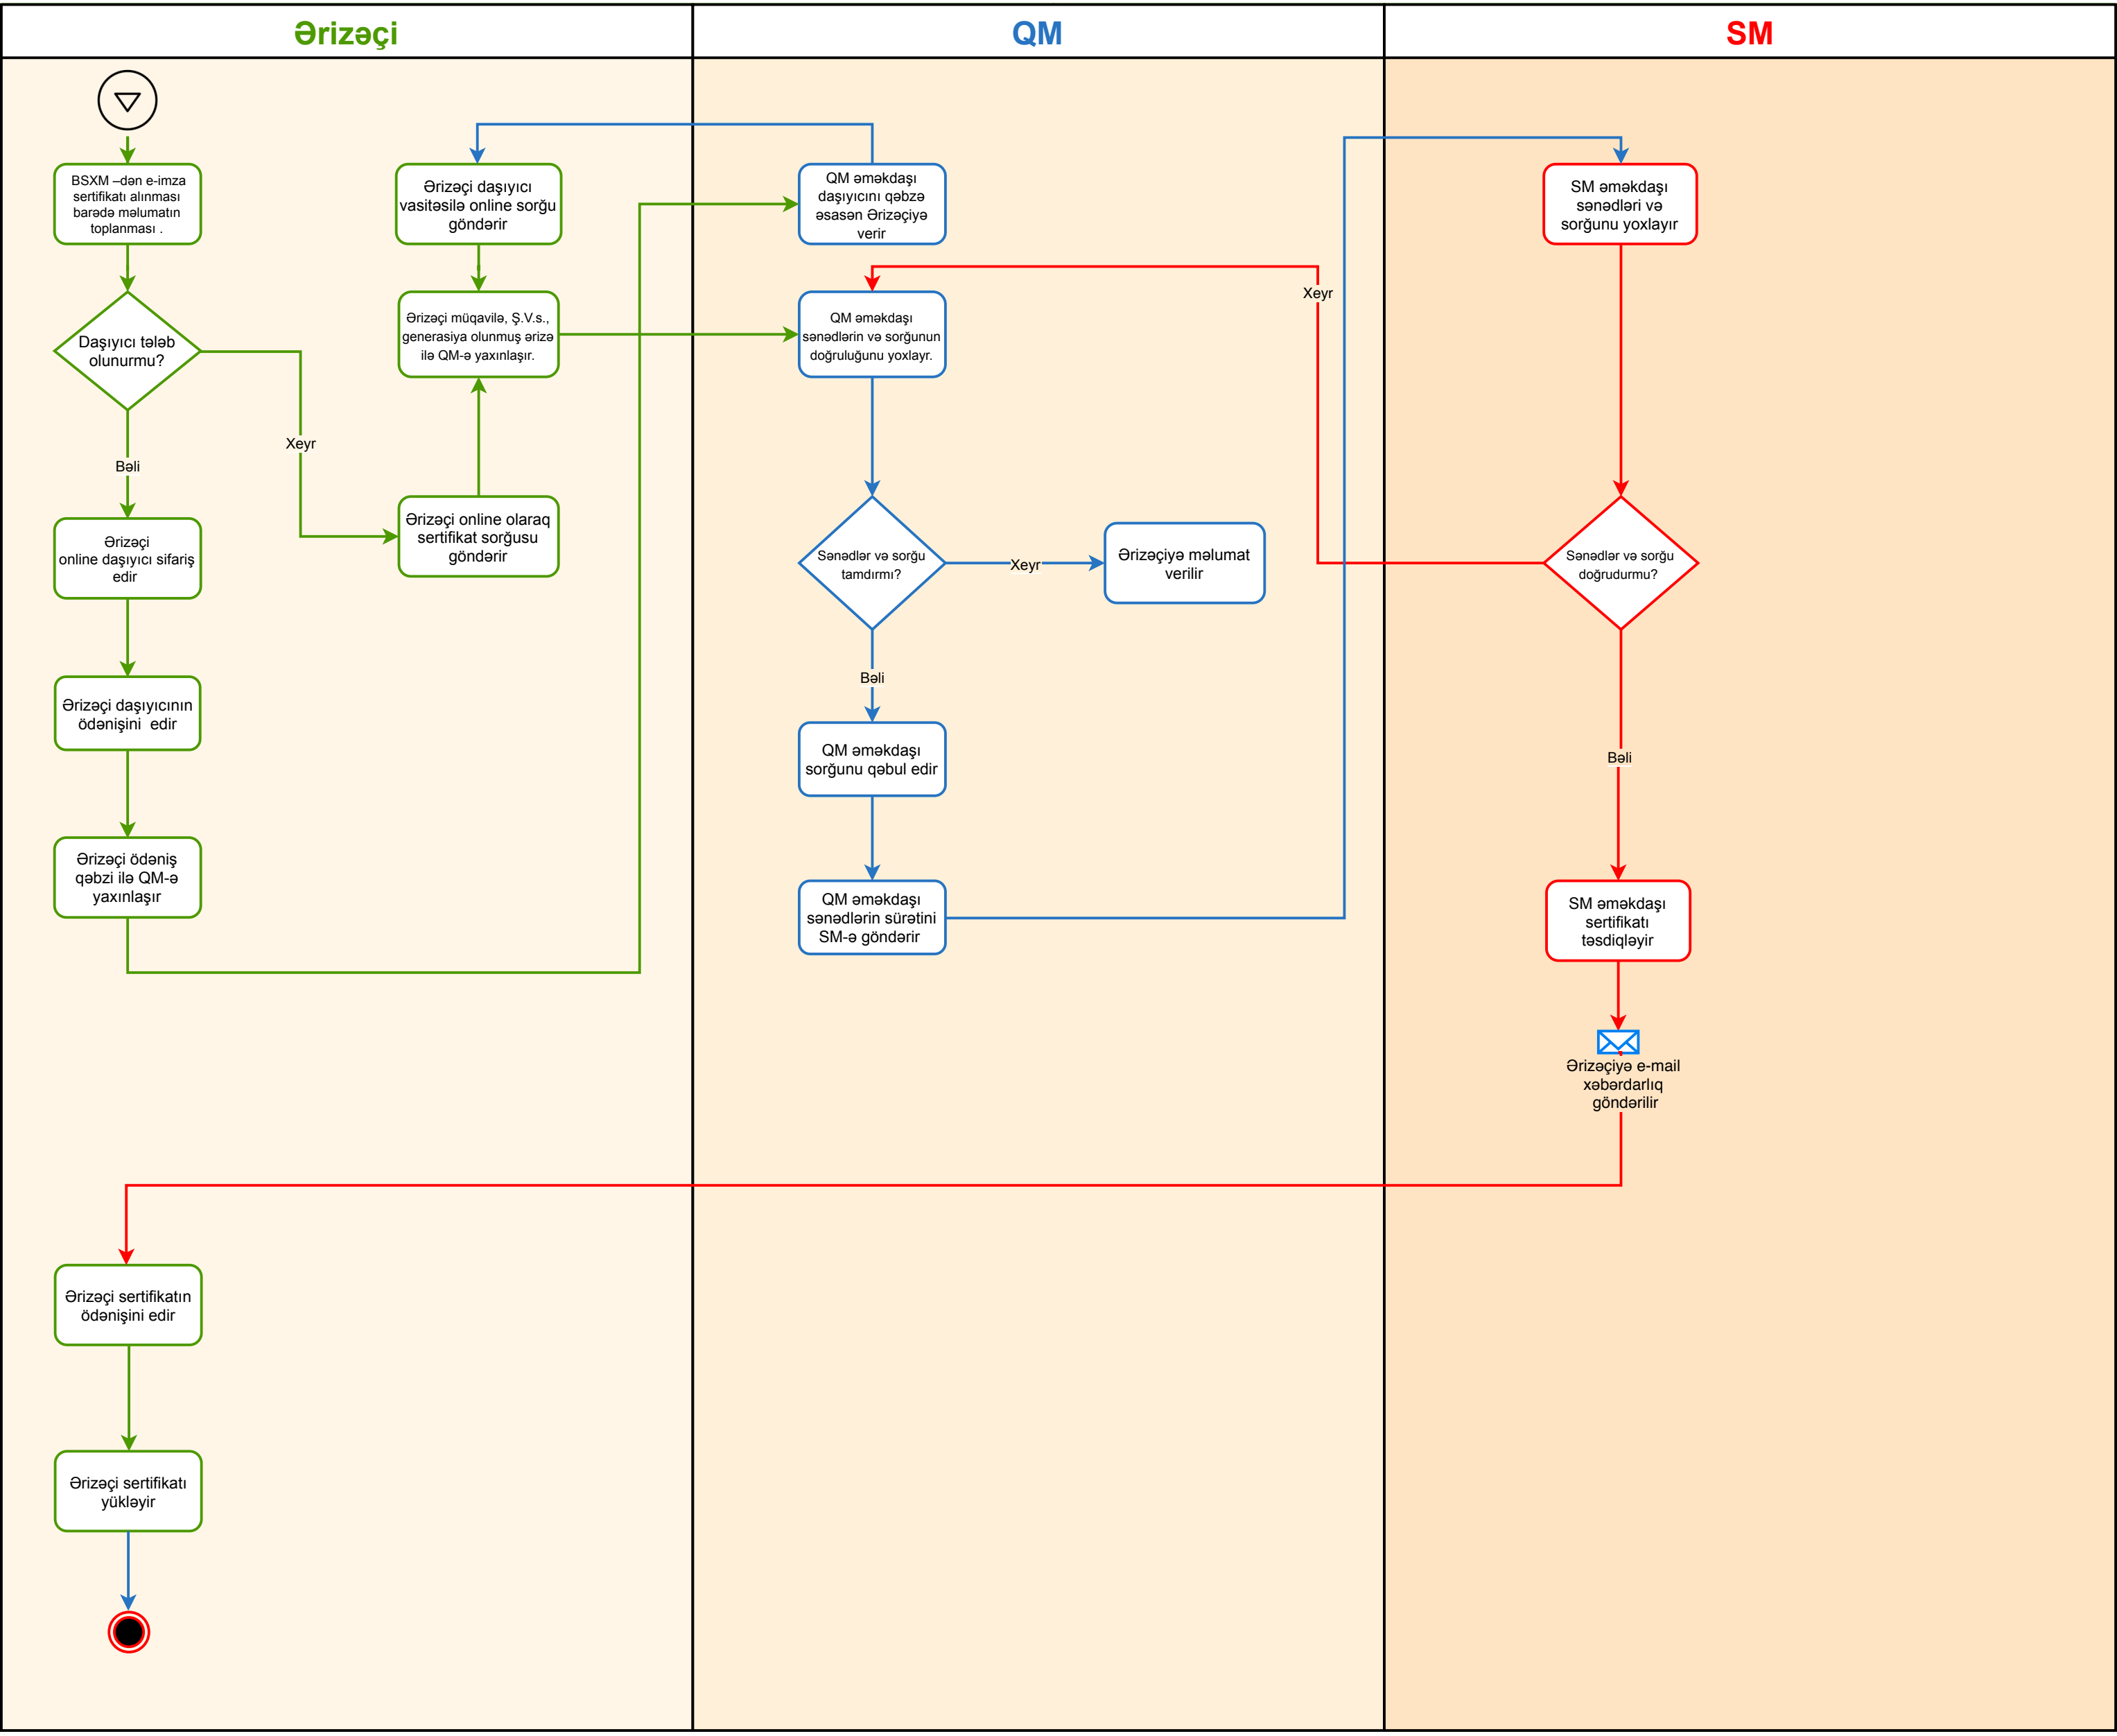 Ərizəçi
QM
SM
BSXM –dən e-imza
sertifikatı alınması
barədə məlumatın
toplanması .
Daşıyıcı tələb
olunurmu?
Xeyr
Bəli
Ərizəçi
online daşıyıcı sifariş
edir
Ərizəçi daşıyıcının
ödənişini edir
Ərizəçi ödəniş
qəbzi ilə QM-ə
yaxınlaşır
Ərizəçi daşıyıcı
vasitəsilə online sorğu
göndərir
Ərizəçi müqavilə, Ş.V.s.,
generasiya olunmuş ərizə
ilə QM-ə yaxınlaşır.
Ərizəçi online olaraq
sertifikat sorğusu
göndərir
QM əməkdaşı
daşıyıcını qəbzə
əsasən Ərizəçiyə
verir
QM əməkdaşı
sənədlərin və sorğunun
doğruluğunu yoxlayr.
Sənədlər və sorğu
tamdırmı?
Xeyr
Ərizəçiyə məlumat
verilir
Bəli
QM əməkdaşı
sorğunu qəbul edir
QM əməkdaşı
sənədlərin sürətini
SM-ə göndərir
SM əməkdaşı
sənədləri və
sorğunu yoxlayır
Xeyr
Sənədlər və sorğu
doğrudurmu?
Bəli
SM əməkdaşı
sertifikatı
təsdiqləyir
Ərizəçiyə e-mail
xəbərdarlıq
göndərilir
Ərizəçi sertifikatın
ödənişini edir
Ərizəçi sertifikatı
yükləyir